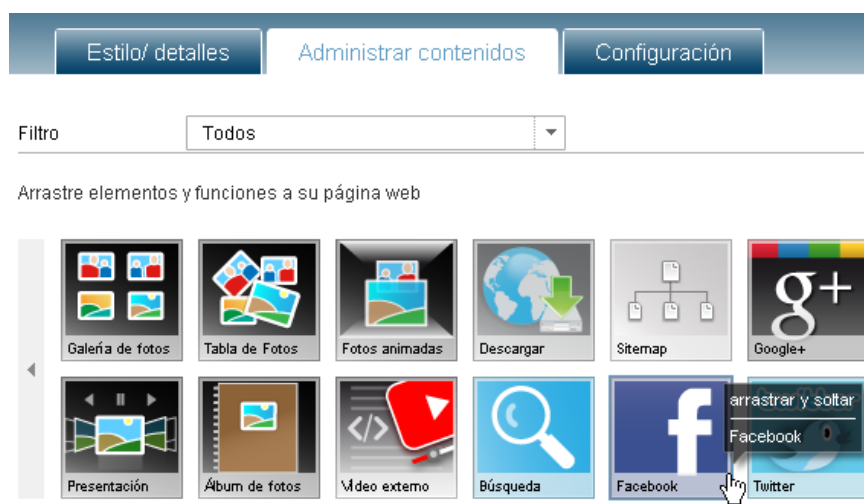 Estilo/ detalles
Administrar contenidos
Configuración
Filtro
Todos
Arrastre elementos y funciones a su página web
Galería de fotos
Tabla de Fotos
Fotos animadas
Descargar
Sitemap
g+
Google+
Presentación
Álbum de fotos
</>
Video externo
Búsqueda
f
Facebook
arrastrar y soltar
Facebook
Twitter